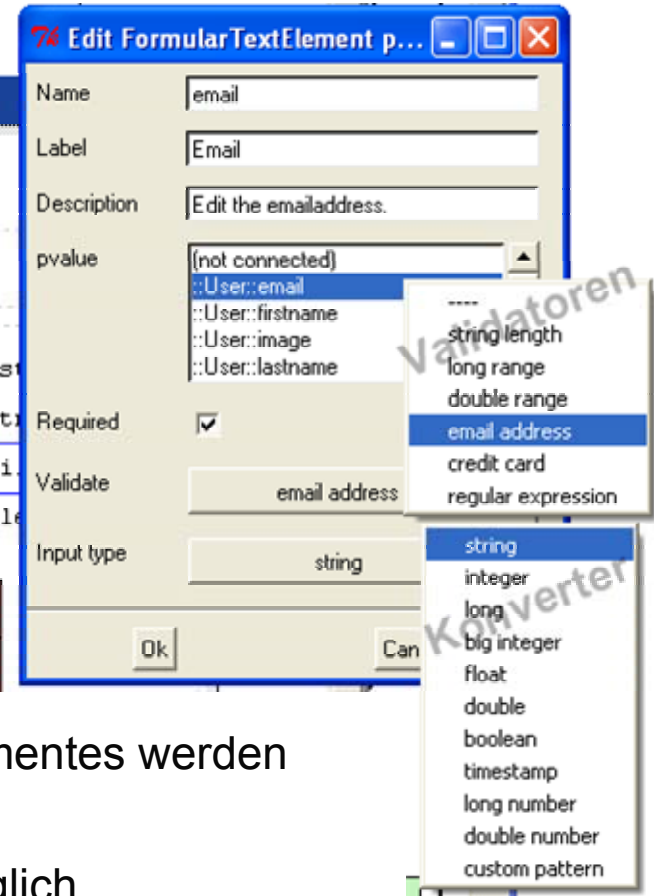 Edit FormularTextElement p...
Name
email
Label
Email
Description
Edit the emailaddress.
pvalue
(not connected)
::User::email
::User::firstname
::User::image
::User::lastname
Required
Validate
email address
Input type
string
Ok
Can
----
string length
long range
double range
email address
credit card
regular expression
Validatoren
string
integer
long
big integer
float
double
boolean
timestamp
long number
double number
custom pattern
Konverter
mentes werden
glich